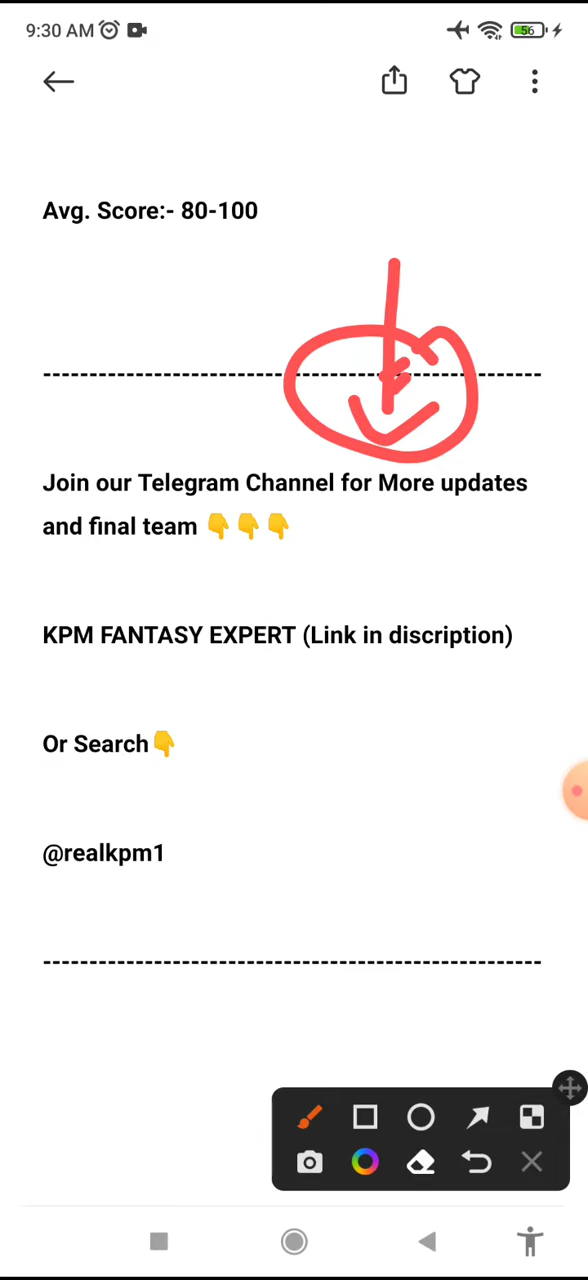 9:30 AM
56
Avg. Score:- 80-100
------------------------------------------------------
Join our Telegram Channel for More updates
and final team 👇👇👇
KPM FANTASY EXPERT (Link in discription)
Or Search👇
@realkpm1
------------------------------------------------------